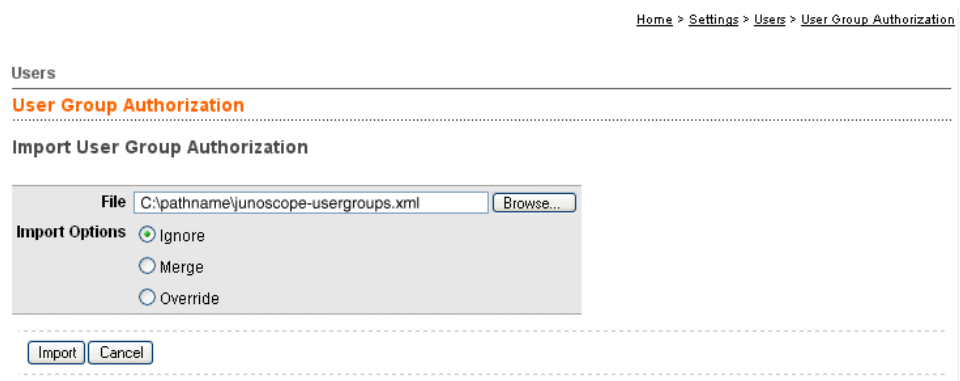 Home > Settings > Users > User Group Authorization
Users
User Group Authorization
Import User Group Authorization
File C:\pathname\junoscope-usergroups.xml Browse...
Import Options Ignore
Merge
Override
Import Cancel